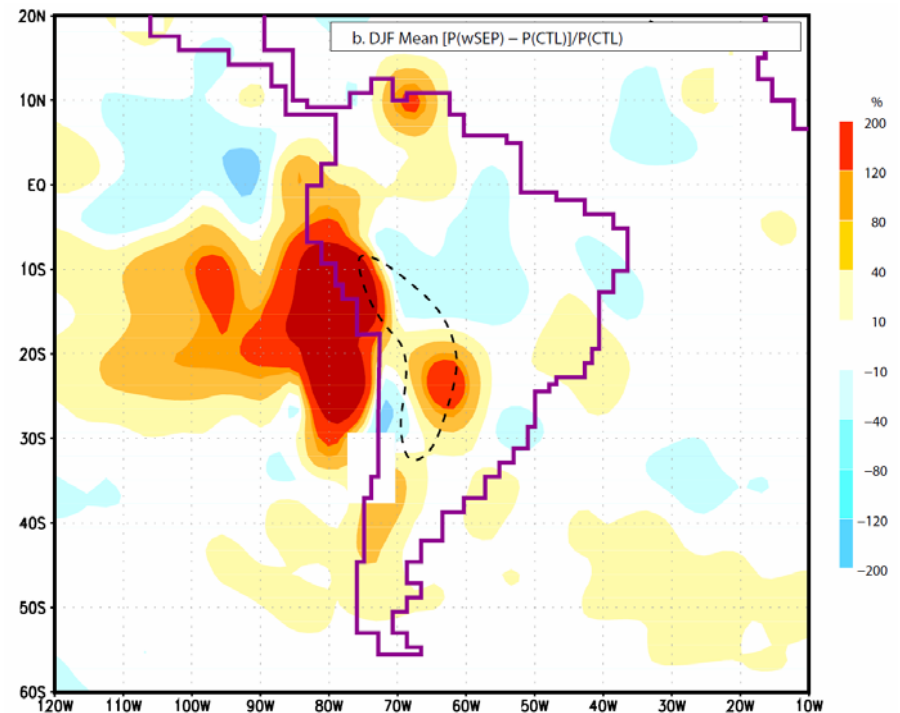 b. DJF Mean [P(wSEP) – P(CTL)]/P(CTL)
20N
10N
EQ
10S
20S
30S
40S
50S
60S
120W 110W 100W 90W 80W 70W 60W 50W 40W 30W 20W 10W
%
200
120
80
40
10
−10
−40
−80
−120
−200